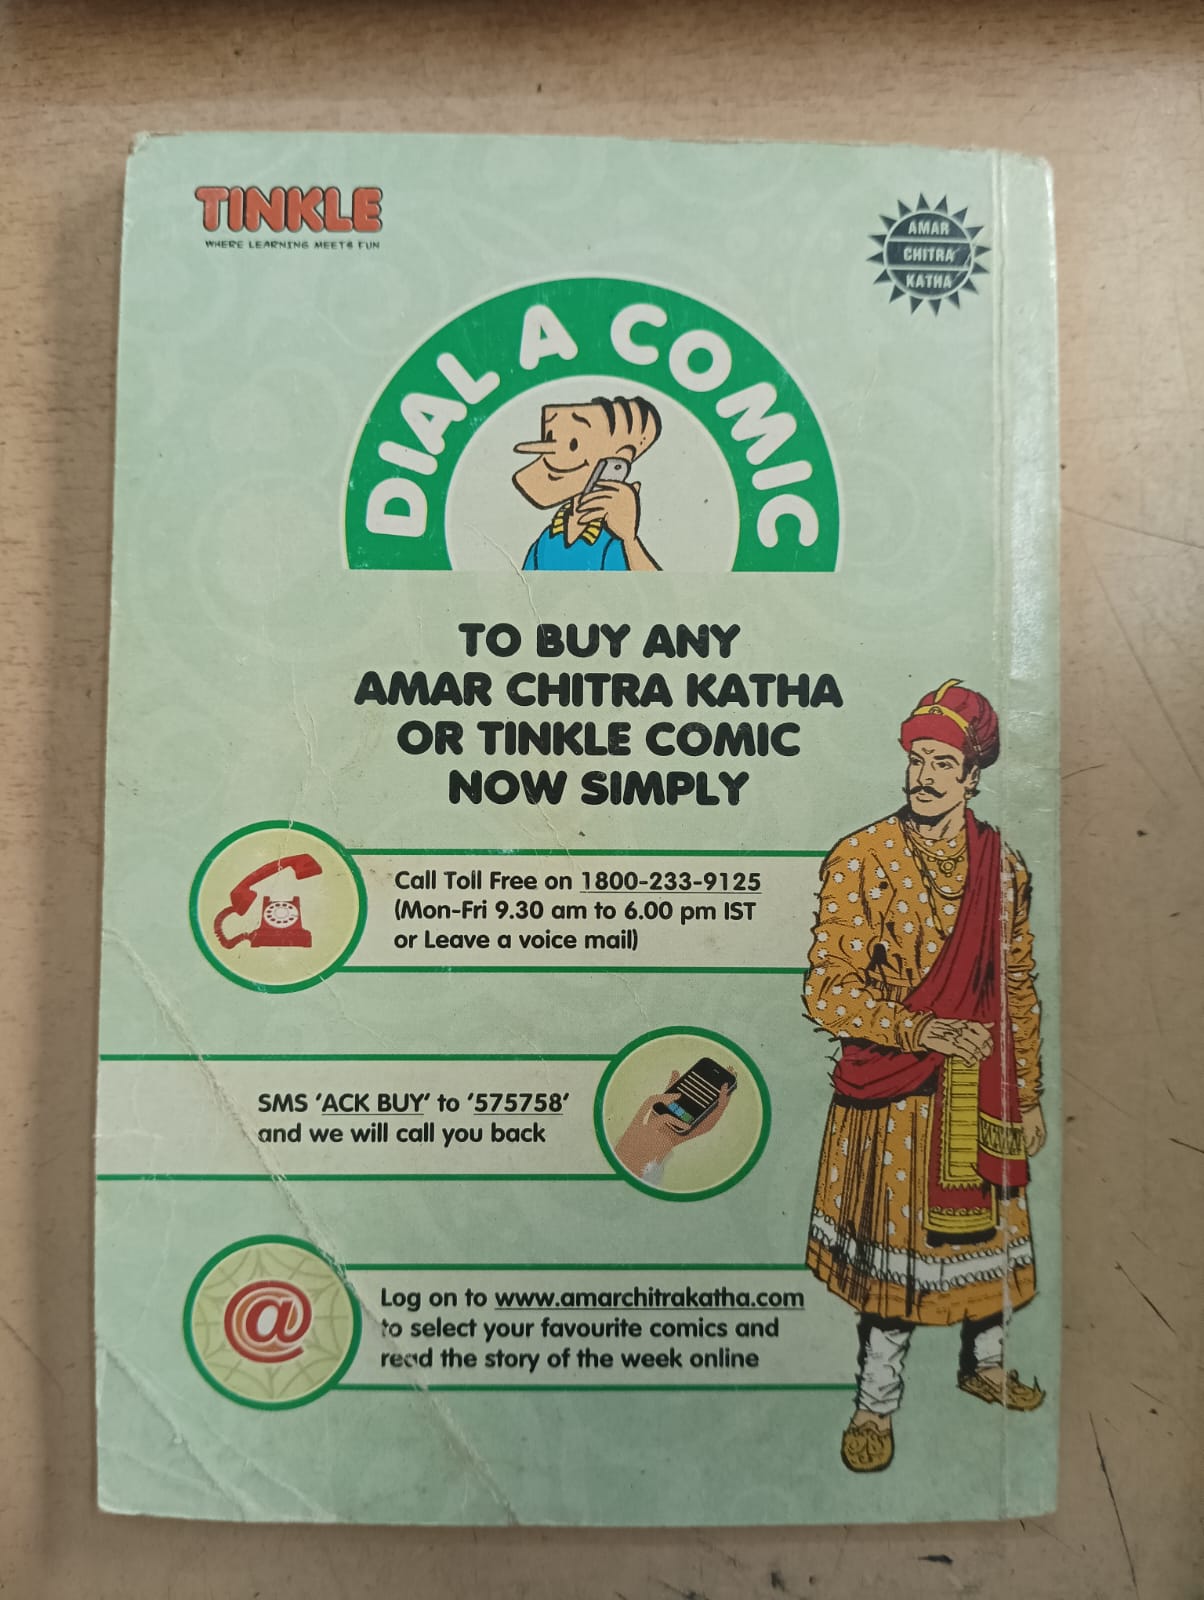 TINKLE
WHERE LEARNING MEETS FUN
AMAR
CHITRA
KATHA
DIAL A COMIC
TO BUY ANY
AMAR CHITRA KATHA
OR TINKLE COMIC
NOW SIMPLY
Call Toll Free on 1800-233-9125
(Mon-Fri 9.30 am to 6.00 pm IST
or Leave a voice mail)
SMS ‘ACK BUY’ to ‘575758’
and we will call you back
@
Log on to www.amarchitrakatha.com
to select your favourite comics and
read the story of the week online